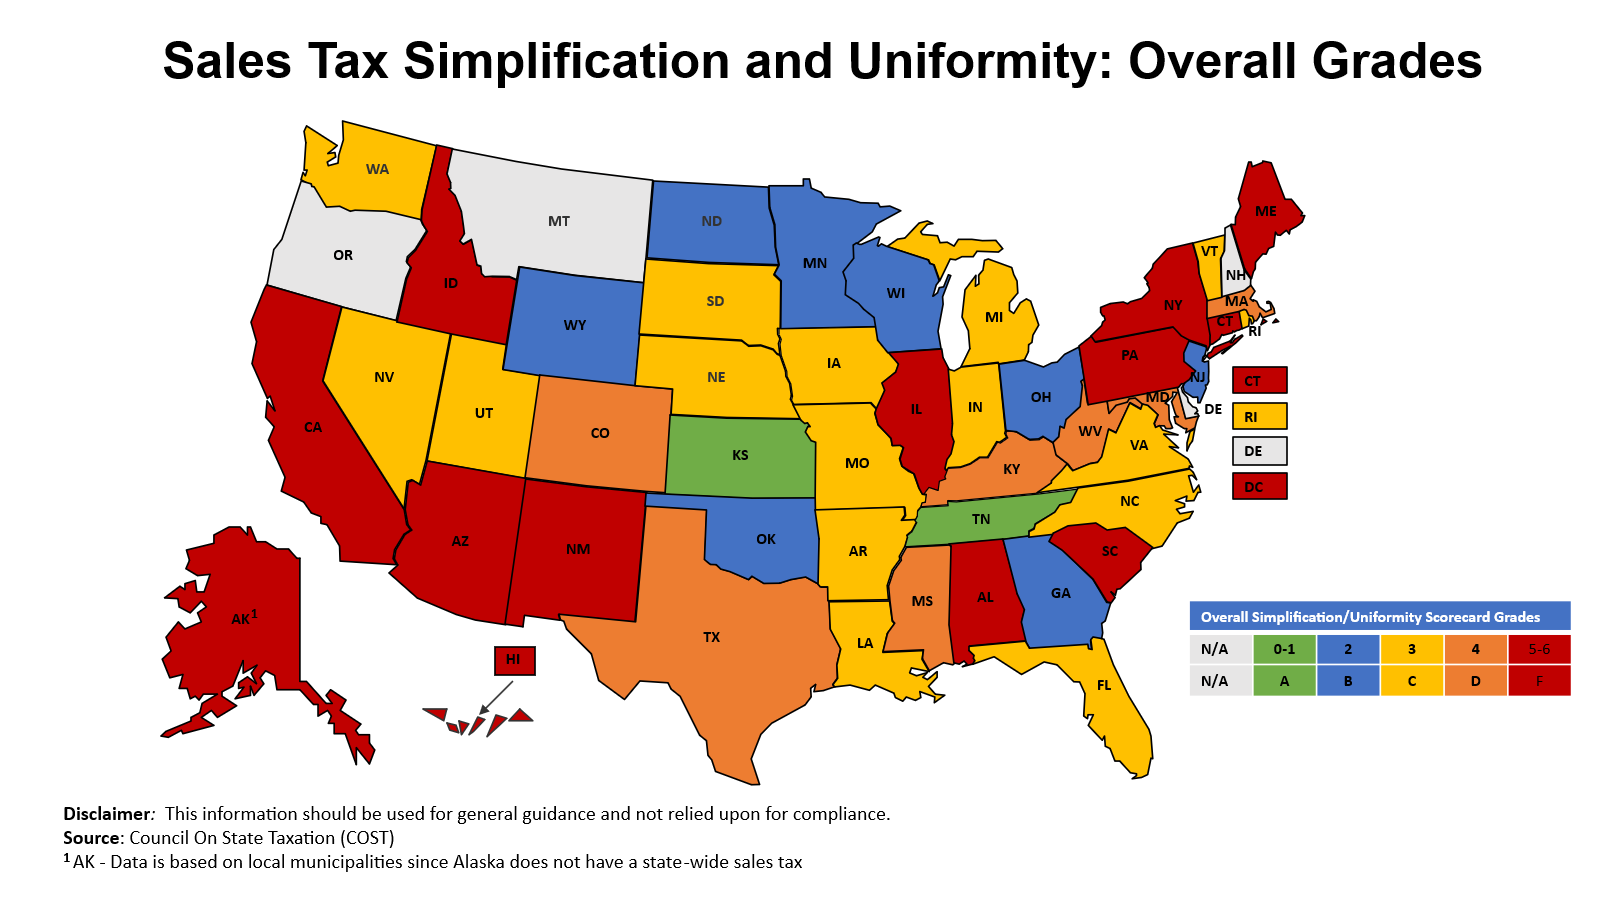 Sales Tax Simplification and Uniformity: Overall Grades
WA
MT
ND
MN
OR
ID
WY
SD
WI
MI
NY
VT
NH
ME
MA
CT
RI
NV
UT
CO
NE
IA
IL
IN
OH
PA
NJ
MD
DE
CA
KS
MO
KY
WV
VA
CT
RI
DE
DC
AZ
NM
OK
AR
TN
NC
SC
TX
LA
MS
AL
GA
FL
AK1
HI
Overall Simplification/Uniformity Scorecard Grades
N/A 0-1 2 3 4 5-6
N/A A B C D F
Disclaimer: This information should be used for general guidance and not relied upon for compliance.
Source: Council On State Taxation (COST)
1 AK - Data is based on local municipalities since Alaska does not have a state-wide sales tax